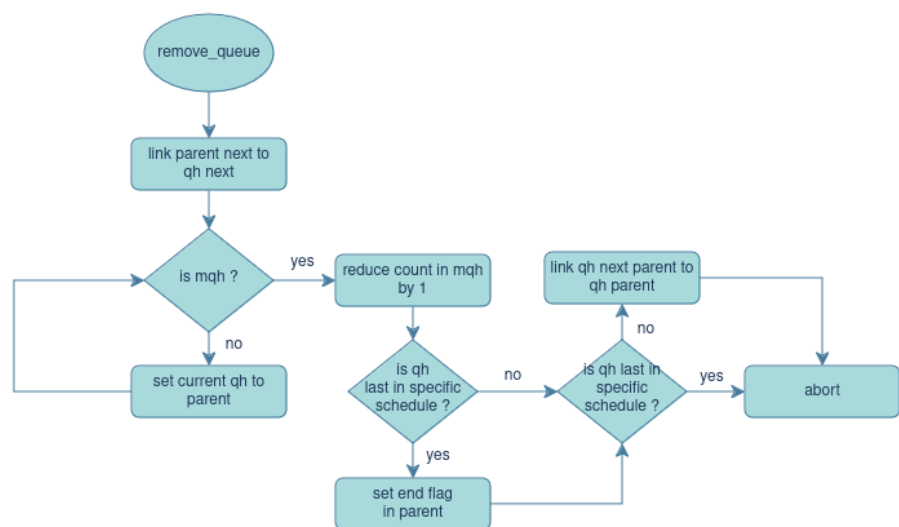 remove_queue
link parent next to
qh next
is mqh ?
yes
no
set current qh to
parent
reduce count in mqh
by 1
is qh
last in specific
schedule ?
no
yes
set end flag
in parent
link qh next parent to
qh parent
no
is qh last in
specific
schedule ?
yes
abort